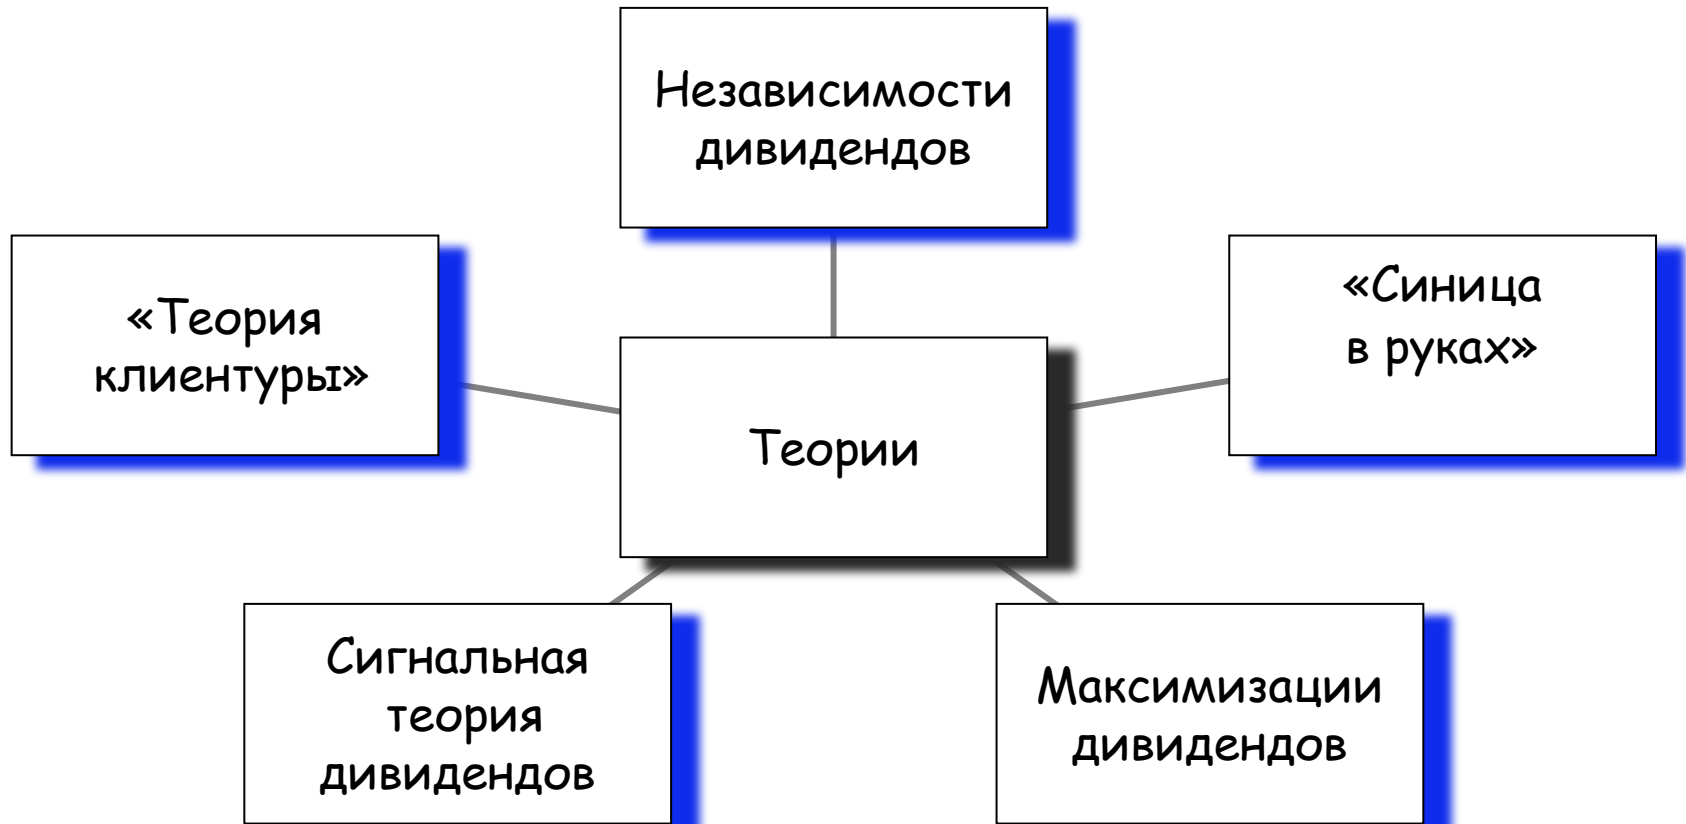 Независимости
дивидендов
«Теория
клиентуры»
«Синица
в руках»
Теории
Сигнальная
теория
дивидендов
Максимизации
дивидендов